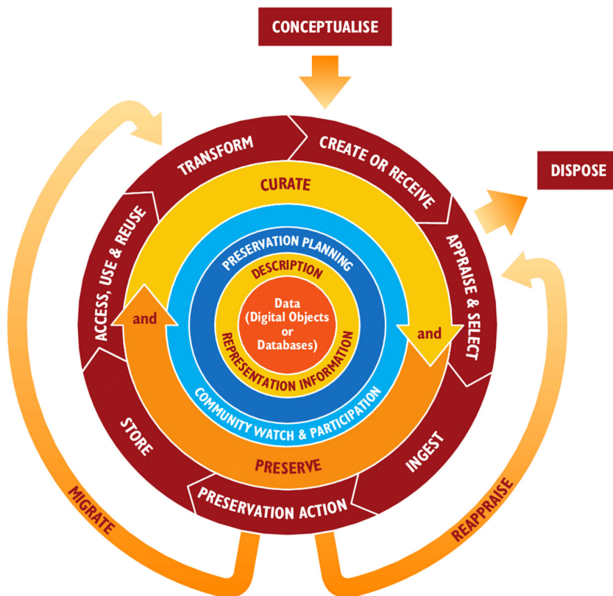 CONCEPTUALISE
DISPOSE
TRANSFORM
CREATE OR RECEIVE
APPRAISE & SELECT
INGEST
PRESERVATION ACTION
STORE
ACCESS, USE & REUSE
CURATE
and
PRESERVE
and
PRESERVATION PLANNING
COMMUNITY WATCH & PARTICIPATION
DESCRIPTION
REPRESENTATION INFORMATION
Data
(Digital Objects
or
Databases)
MIGRATE
REAPPRAISE